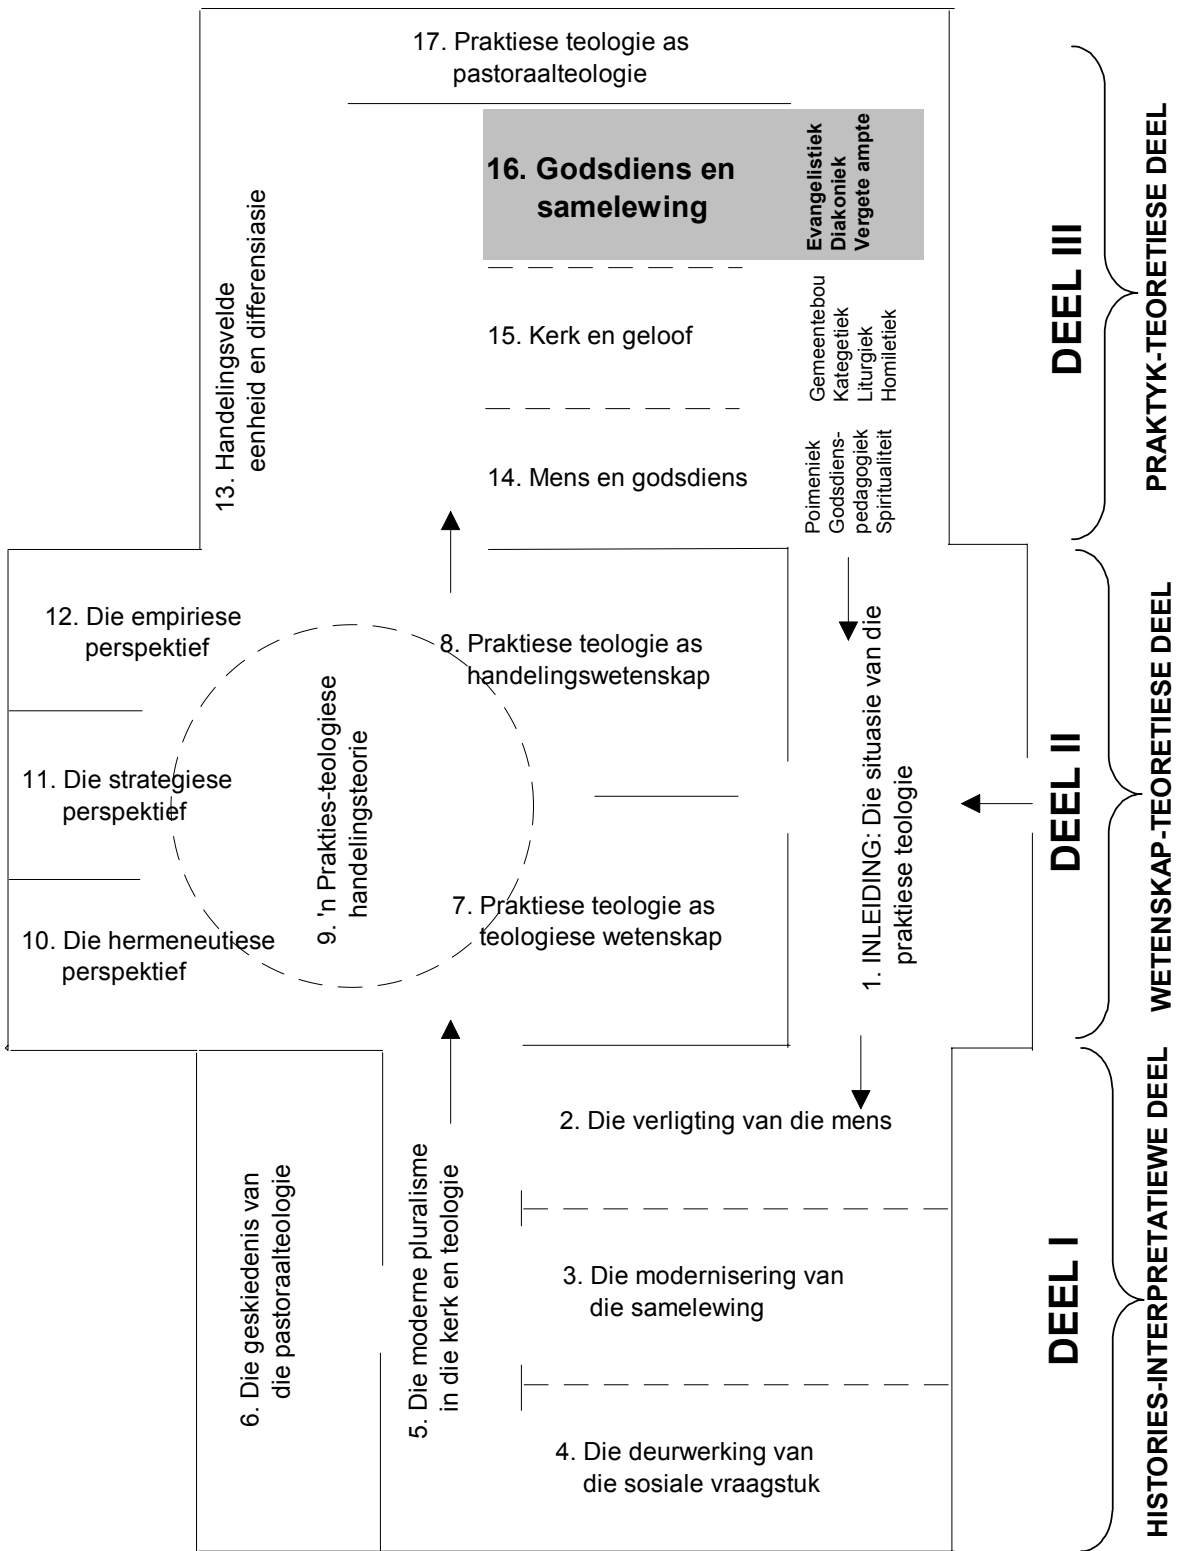 17. Praktiese teologie as
pastoraalteologie
16. Godsdiens en
samelewing
Evangelistiek
Diakoniek
Vergete ampte
13. Handelingsvelde
eenheid en differensiasie
15. Kerk en geloof
Gemeentebou
Kategetiek
Liturgiek
Homiletiek
14. Mens en godsdiens
Poimeniek
Godsdiens-
pedagogiek
Spiritualiteit
DEEL III
PRAKTYK-TEORETIESE DEEL
12. Die empiriese
perspektief
8. Praktiese teologie as
handelingswetenskap
11. Die strategiese
perspektief
9. 'n Prakties-teologiese
handelingsteorie
10. Die hermeneutiese
perspektief
7. Praktiese teologie as
teologiese wetenskap
1. INLEIDING: Die situasie van die
praktiese teologie
DEEL II
WETENSKAP-TEORETIESE DEEL
2. Die verligting van die mens
6. Die geskiedenis van
die pastoraalteologie
5. Die moderne pluralisme
in die kerk en teologie
3. Die modernisering van
die samelewing
4. Die deurwerking van
die sosiale vraagstuk
DEEL I
HISTORIES-INTERPRETATIEWE DEEL